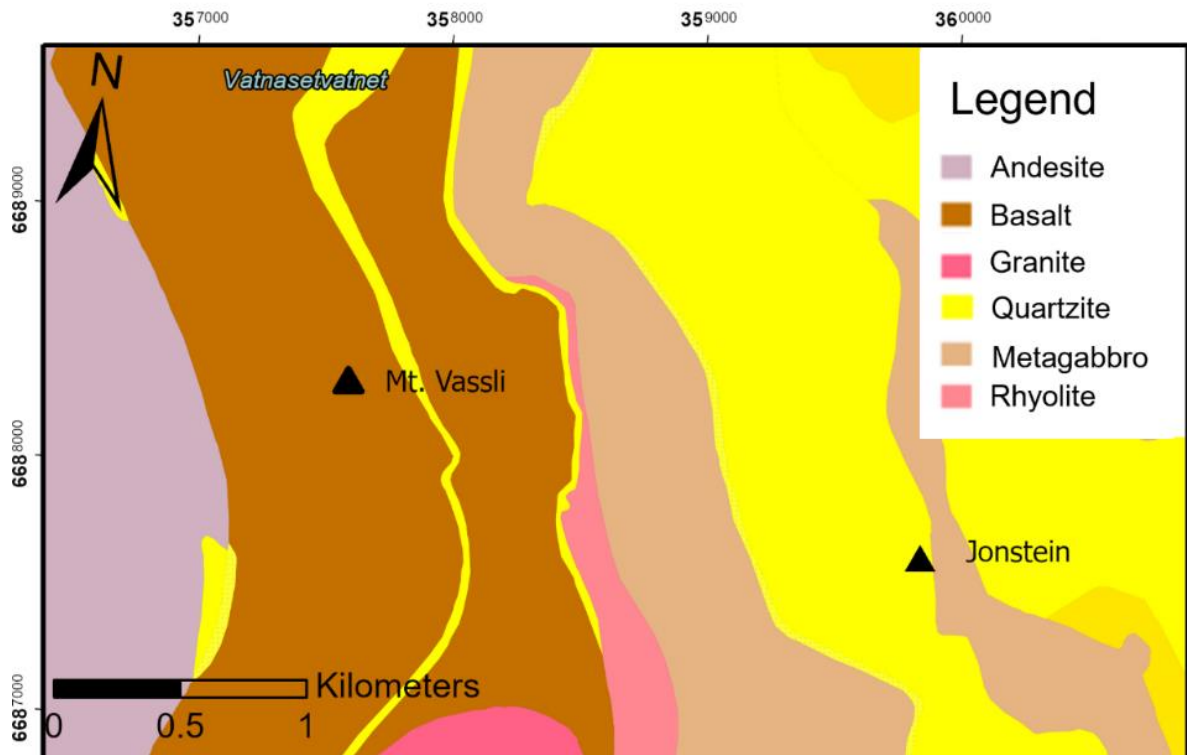 357000 358000 359000 360000
N
Vatnasetvatnet
Legend
Andesite
Basalt
Granite
Quartzite
Metagabbro
Rhyolite
6689000
6688000
6687000
Mt. Vassli
Jonstein
Kilometers
0 0.5 1